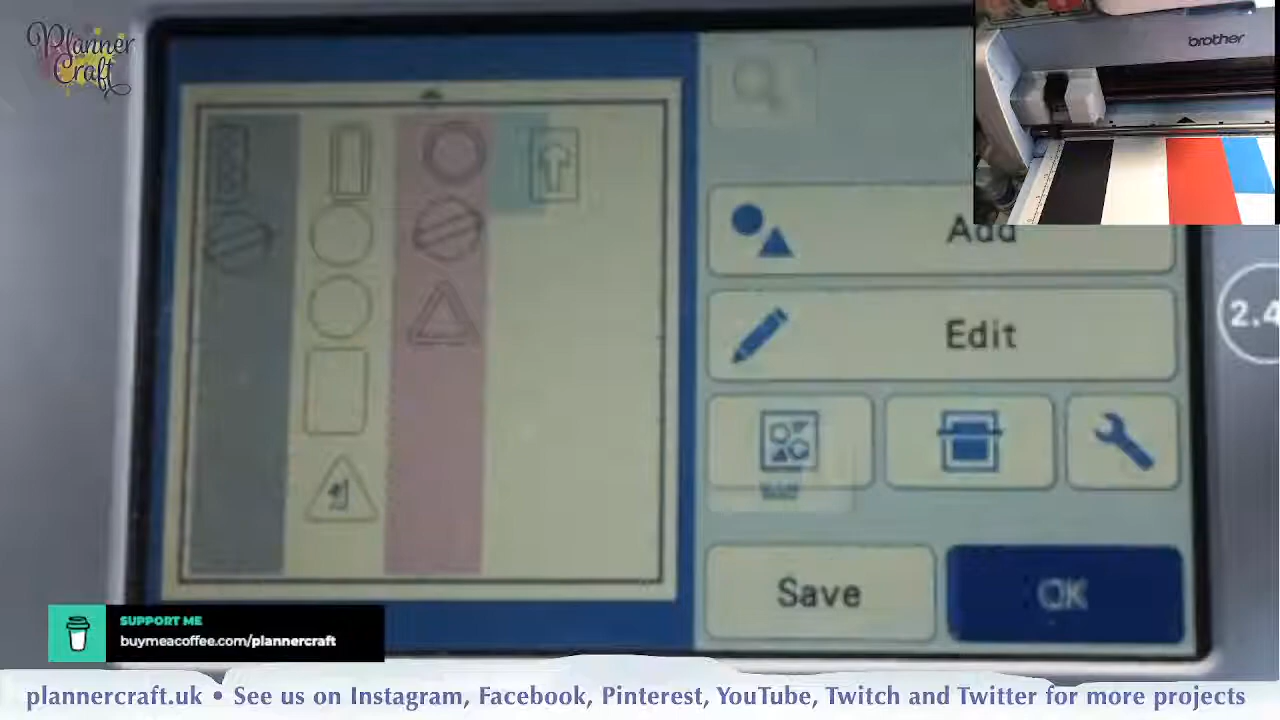 Planner
Craft
brother
Add
2.4
Edit
Save
OK
SUPPORT ME
buymeacoffee.com/plannercraft
plannercraft.uk • See us on Instagram, Facebook, Pinterest, YouTube, Twitch and Twitter for more projects